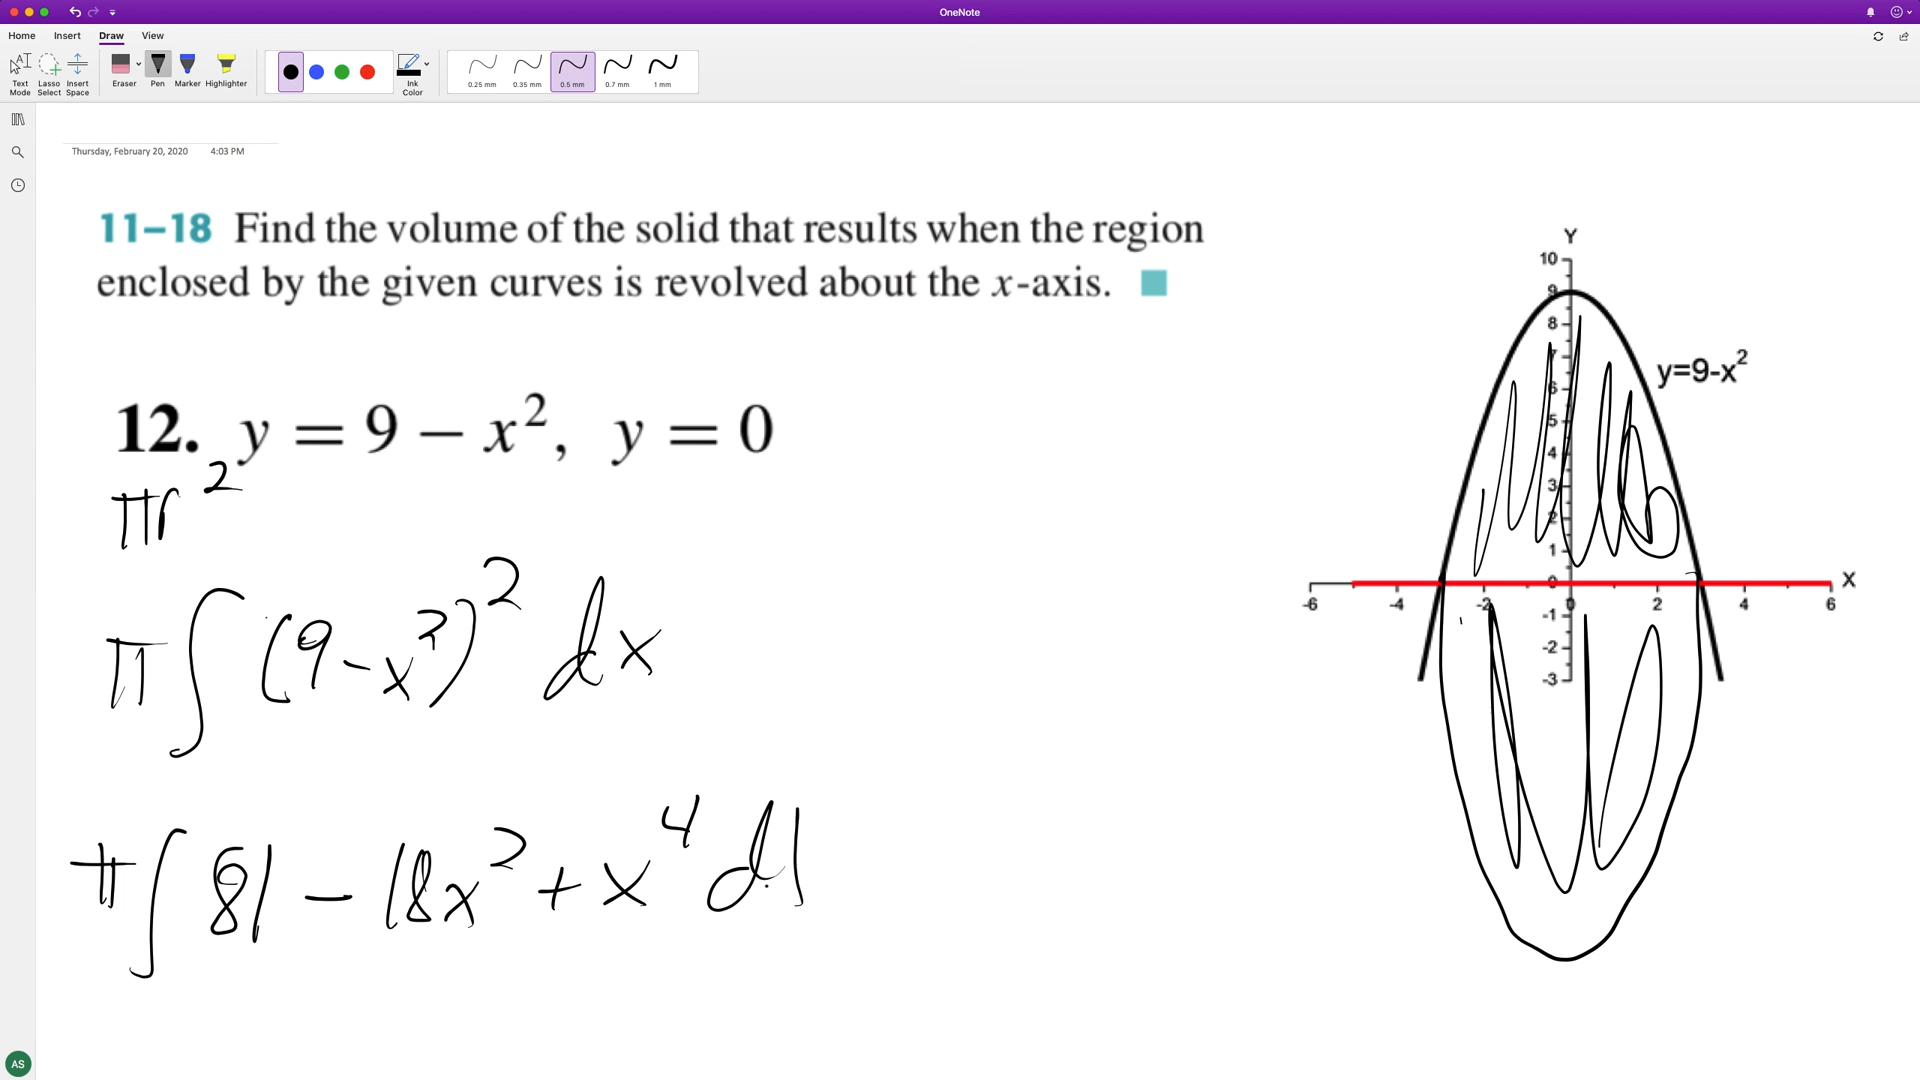 OneNote
Home Insert Draw View
Text Mode
Lasso Select
Insert Space
Eraser
Pen
Marker
Highlighter
Ink Color
0.25 mm 0.35 mm 0.5 mm 0.7 mm 1 mm
Thursday, February 20, 2020 4:03 PM
11–18 Find the volume of the solid that results when the region
enclosed by the given curves is revolved about the x-axis.
12. y = 9 − x², y = 0
πr²
π∫(9-x²)² dx
π∫ 81 - 18x² + x⁴ d
Y
10
9
8
7
6
5
4
3
2
1
0
-1
-2
-3
y=9-x²
X
-6 -4 -2 0 2 4 6
AS